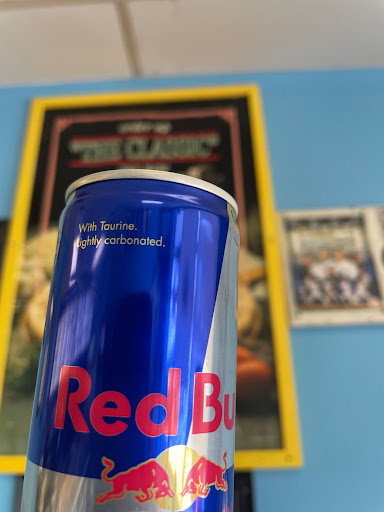 "THE CLASSIC"
With Taurine.
Lightly carbonated.
Red Bu